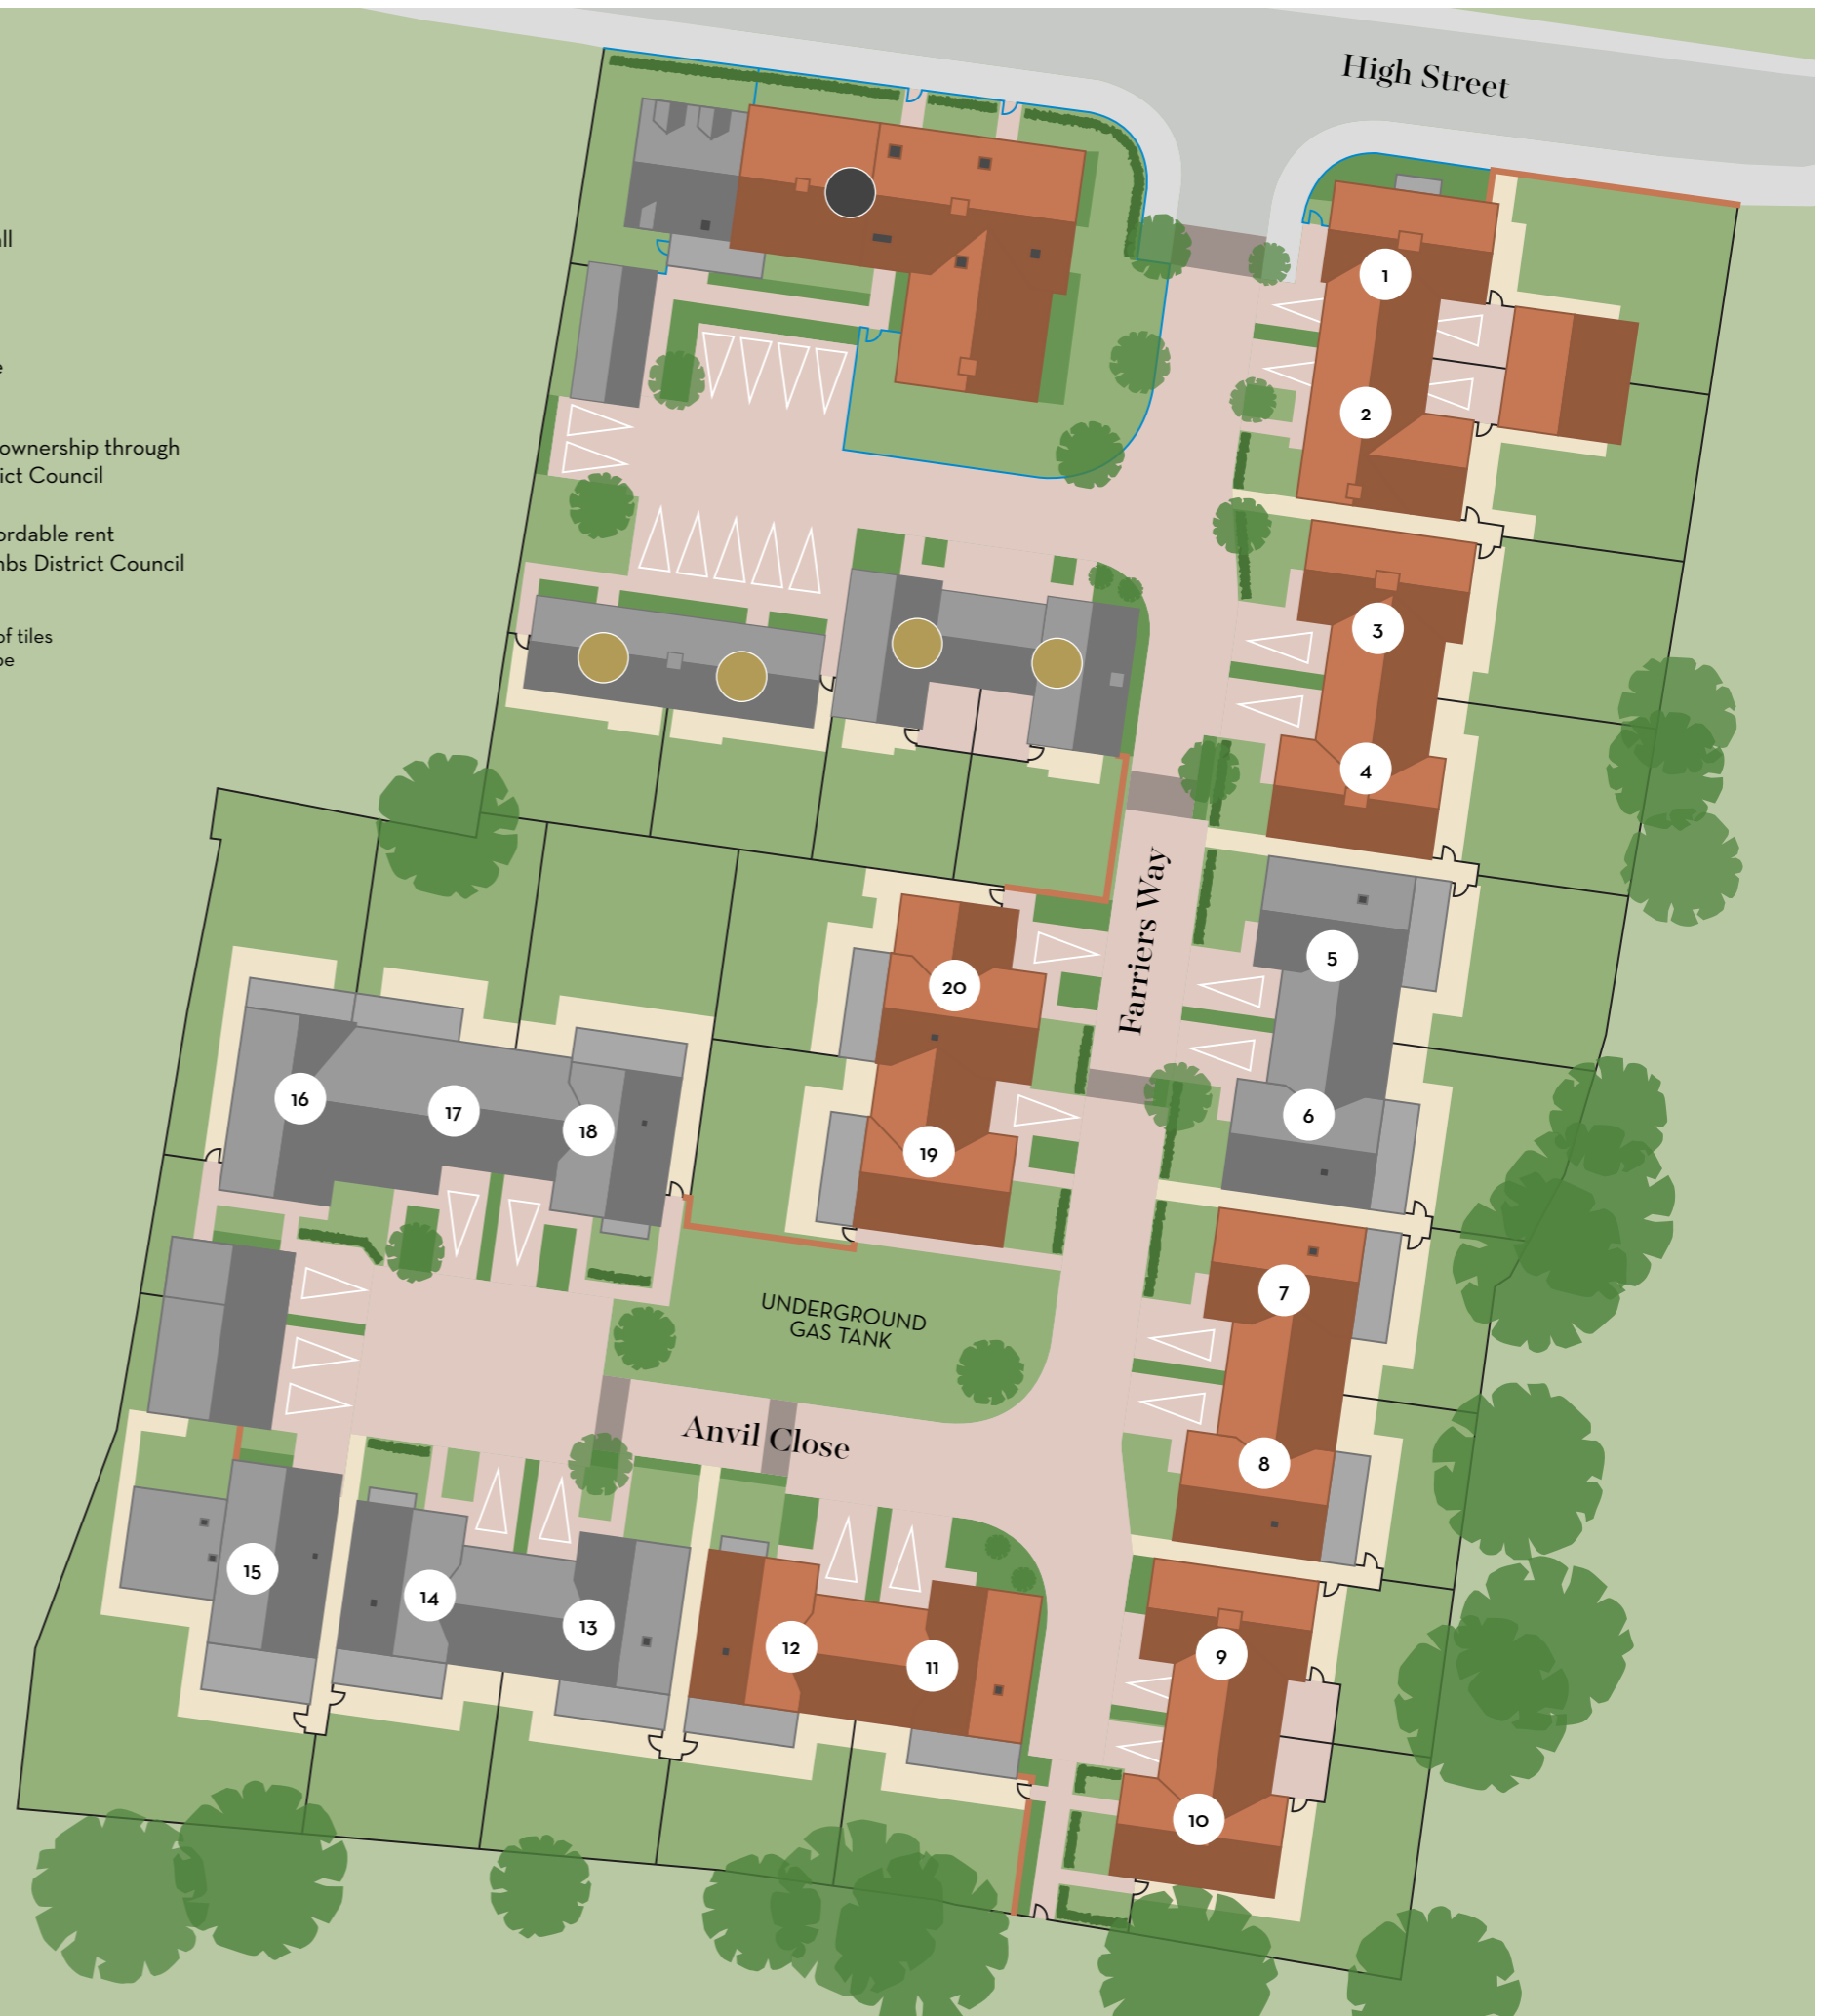 High Street
ll
e
ownership through
ict Council
ordable rent
nbs District Council
of tiles
pe
1
2
3
4
Farriers Way
5
20
6
16
17
18
19
7
UNDERGROUND
GAS TANK
Anvil Close
8
15
14
13
12
11
9
10